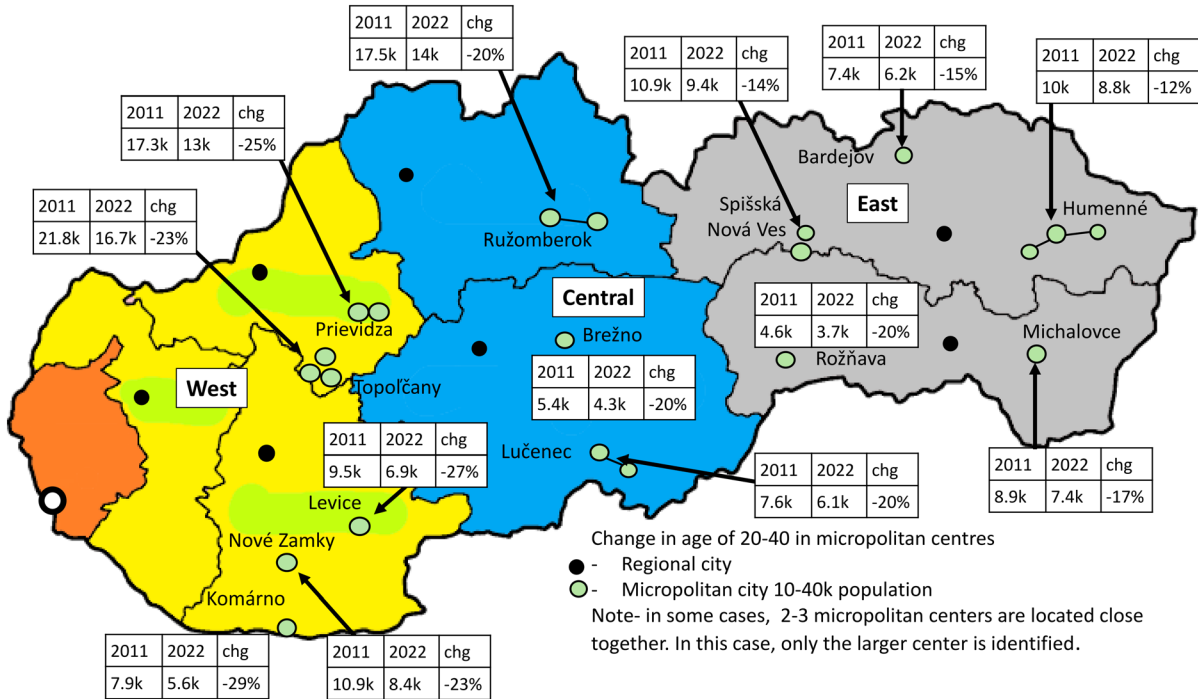 2011 2022 chg
17.5k 14k -20%
2011 2022 chg
10.9k 9.4k -14%
2011 2022 chg
7.4k 6.2k -15%
2011 2022 chg
10k 8.8k -12%
2011 2022 chg
17.3k 13k -25%
2011 2022 chg
21.8k 16.7k -23%
Bardejov
East
Spišská
Nová Ves
Humenné
Ružomberok
Central
Prievidza
Brežno
2011 2022 chg
5.4k 4.3k -20%
2011 2022 chg
4.6k 3.7k -20%
Rožňava
Michalovce
West
Topoľčany
2011 2022 chg
9.5k 6.9k -27%
Levice
Lučenec
2011 2022 chg
7.6k 6.1k -20%
2011 2022 chg
8.9k 7.4k -17%
Nové Zamky
Komárno
2011 2022 chg
7.9k 5.6k -29%
2011 2022 chg
10.9k 8.4k -23%
Change in age of 20-40 in micropolitan centres
- Regional city
- Micropolitan city 10-40k population
Note- in some cases, 2-3 micropolitan centers are located close
together. In this case, only the larger center is identified.